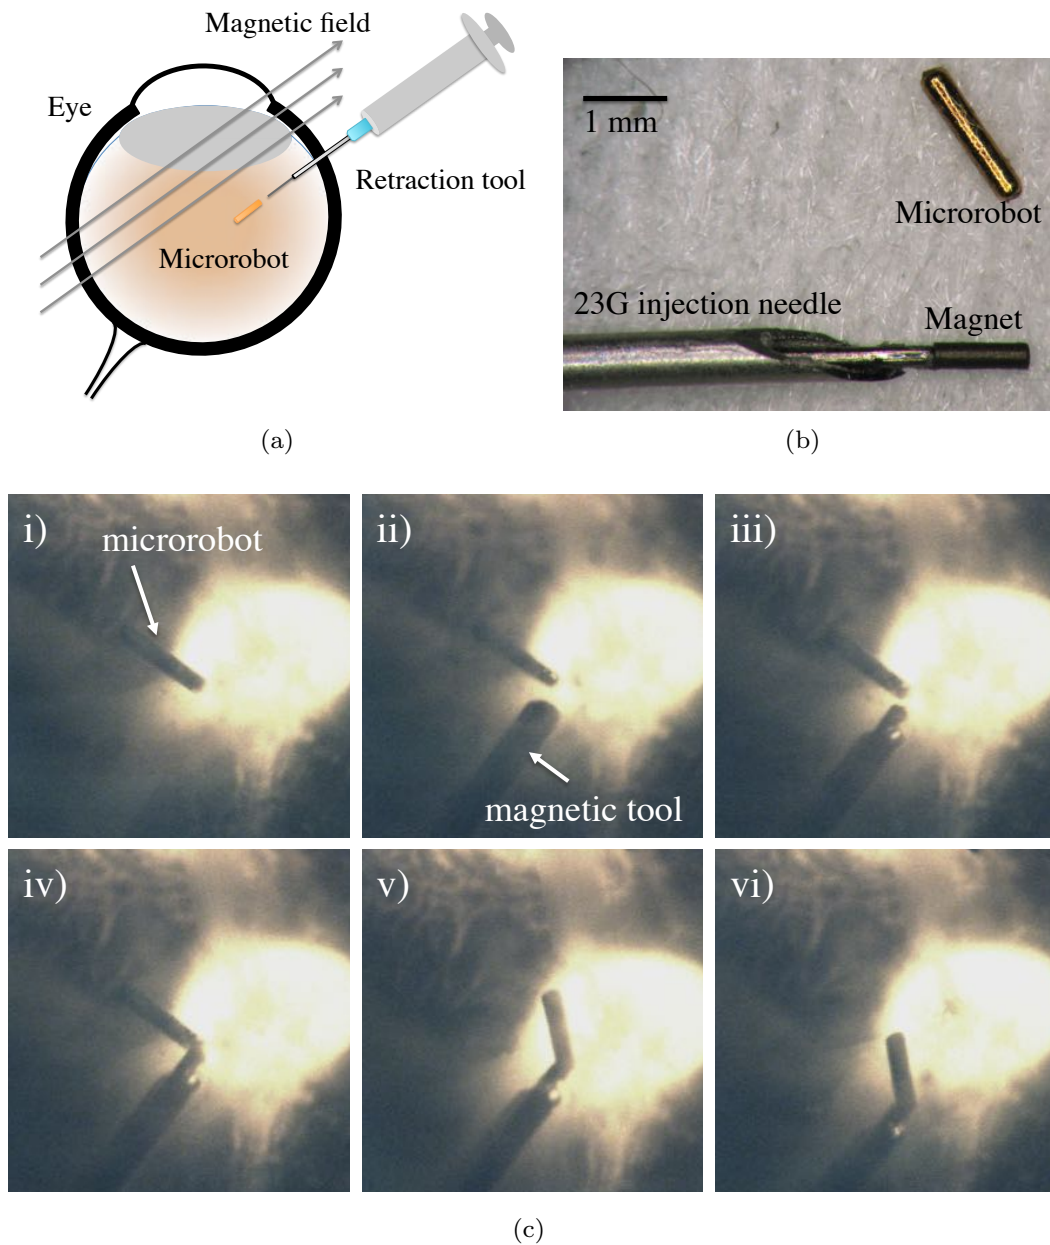 Magnetic field
Eye
Retraction tool
Microrobot
(a)
1 mm
Microrobot
23G injection needle
Magnet
(b)
i)
microrobot
ii)
magnetic tool
iii)
iv)
v)
vi)
(c)